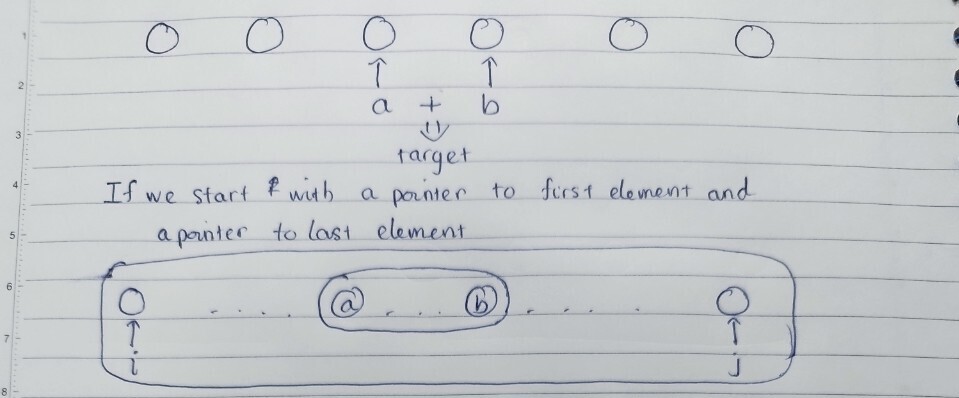 1
2
a + b
3
target
4
If we start with a pointer to first element and
5
a pointer to last element
6
a .... b
7
i j
8